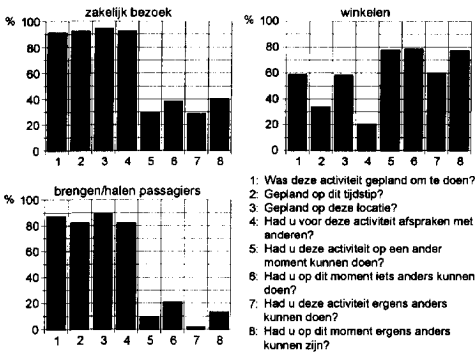 zakelijk bezoek
%
100
80
60
40
20
0
1 2 3 4 5 6 7 8
winkelen
%
100
80
60
40
20
0
1 2 3 4 5 6 7 8
brengen/halen passagiers
%
100
80
60
40
20
0
1 2 3 4 5 6 7 8
1: Was deze activiteit gepland om te doen?
2: Gepland op dit tijdstip?
3: Gepland op deze locatie?
4: Had u voor deze activiteit afspraken met
anderen?
5: Had u deze activiteit op een ander
moment kunnen doen?
6: Had u op dit moment iets anders kunnen
doen?
7: Had u deze activiteit ergens anders
kunnen doen?
8: Had u op dit moment ergens anders
kunnen zijn?